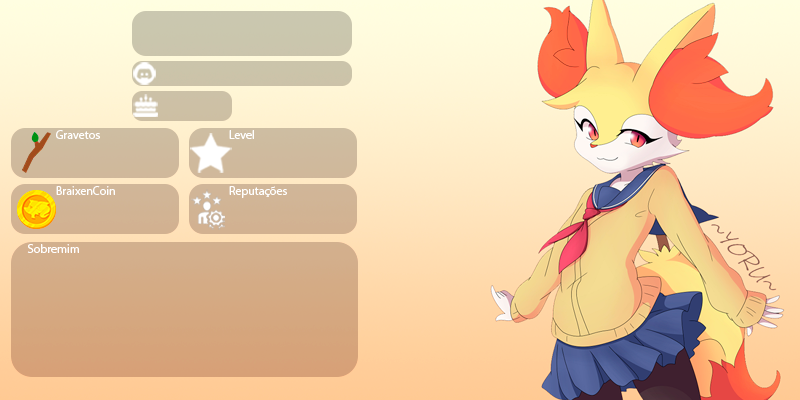 Gravetos
Level
BraixenCoin
Reputações
Sobremim
~YORU~